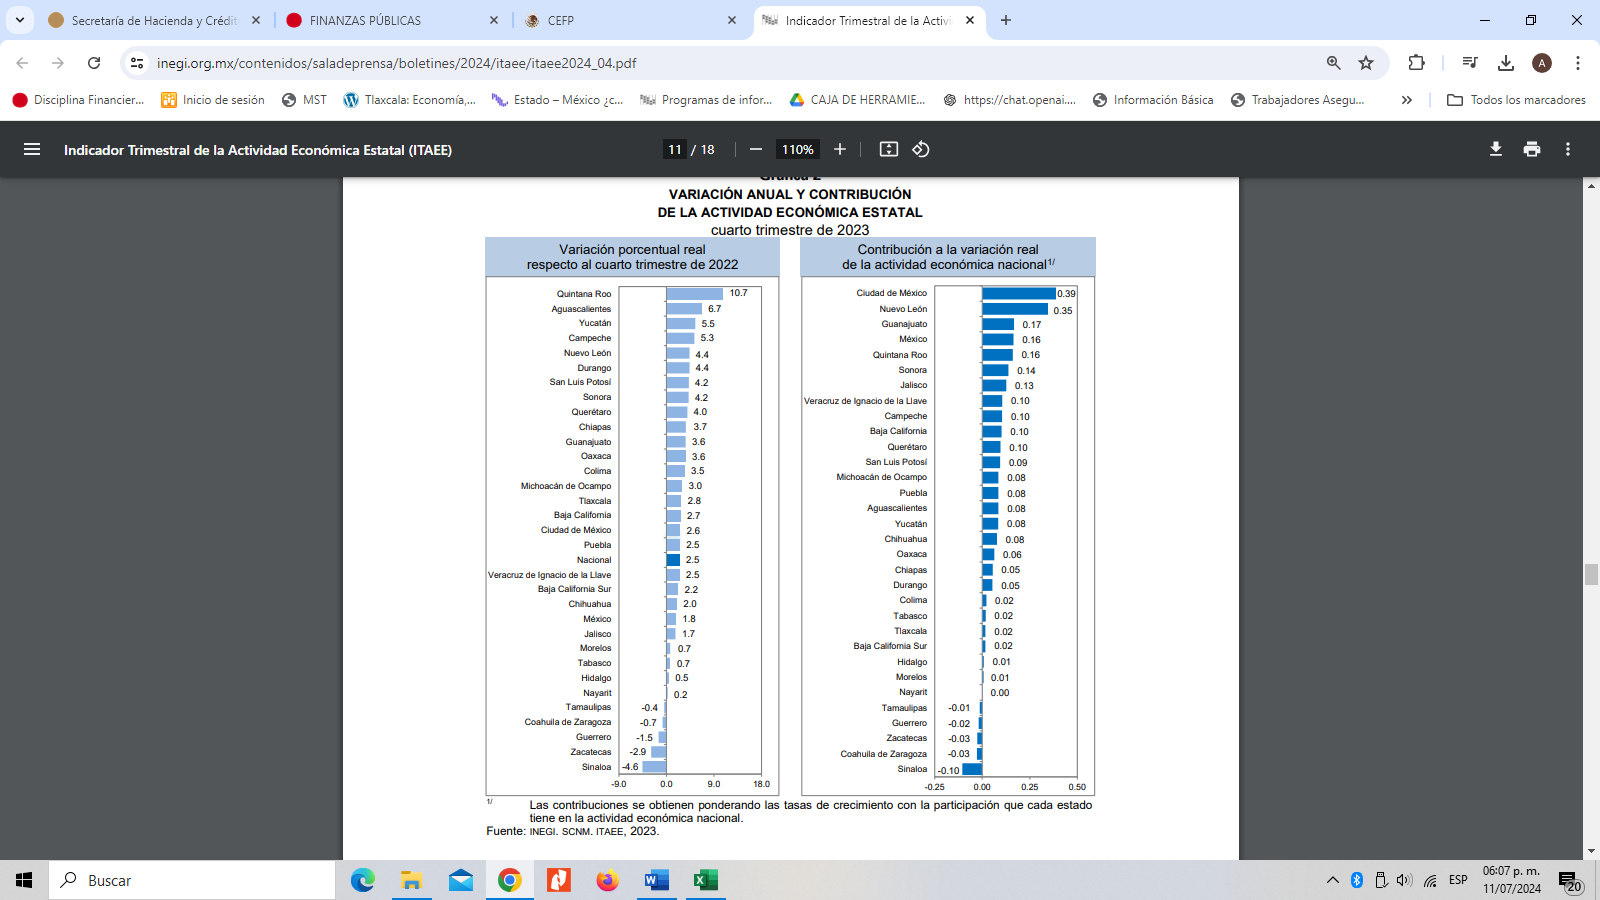 Secretaría de Hacienda y Crédit
FINANZAS PÚBLICAS
CEFP
Indicador Trimestral de la Activi
inegi.org.mx/contenidos/saladeprensa/boletines/2024/itaee/itaee2024_04.pdf
A
Disciplina Financier...
Inicio de sesión
MST
Tlaxcala: Economía,...
Estado – México ¿c...
Programas de infor...
CAJA DE HERRAMIE...
https://chat.openai....
Información Básica
Trabajadores Asegu...
Todos los marcadores
Indicador Trimestral de la Actividad Económica Estatal (ITAEE)
11 / 18
110%
Gráfica 2
VARIACIÓN ANUAL Y CONTRIBUCIÓN
DE LA ACTIVIDAD ECONÓMICA ESTATAL
cuarto trimestre de 2023
Variación porcentual real
respecto al cuarto trimestre de 2022
Quintana Roo 10.7
Aguascalientes 6.7
Yucatán 5.5
Campeche 5.3
Nuevo León 4.4
Durango 4.4
San Luis Potosí 4.2
Sonora 4.2
Querétaro 4.0
Chiapas 3.7
Guanajuato 3.6
Oaxaca 3.6
Colima 3.5
Michoacán de Ocampo 3.0
Tlaxcala 2.8
Baja California 2.7
Ciudad de México 2.6
Puebla 2.5
Nacional 2.5
Veracruz de Ignacio de la Llave 2.5
Baja California Sur 2.2
Chihuahua 2.0
México 1.8
Jalisco 1.7
Morelos 0.7
Tabasco 0.7
Hidalgo 0.5
Nayarit 0.2
Tamaulipas -0.4
Coahuila de Zaragoza -0.7
Guerrero -1.5
Zacatecas -2.9
Sinaloa -4.6
-9.0 0.0 9.0 18.0
Contribución a la variación real
de la actividad económica nacional1/
Ciudad de México 0.39
Nuevo León 0.35
Guanajuato 0.17
México 0.16
Quintana Roo 0.16
Sonora 0.14
Jalisco 0.13
Veracruz de Ignacio de la Llave 0.10
Campeche 0.10
Baja California 0.10
Querétaro 0.10
San Luis Potosí 0.09
Michoacán de Ocampo 0.08
Puebla 0.08
Aguascalientes 0.08
Yucatán 0.08
Chihuahua 0.08
Oaxaca 0.06
Chiapas 0.05
Durango 0.05
Colima 0.02
Tabasco 0.02
Tlaxcala 0.02
Baja California Sur 0.02
Hidalgo 0.01
Morelos 0.01
Nayarit 0.00
Tamaulipas -0.01
Guerrero -0.02
Zacatecas -0.03
Coahuila de Zaragoza -0.03
Sinaloa -0.10
-0.25 0.00 0.25 0.50
1/ Las contribuciones se obtienen ponderando las tasas de crecimiento con la participación que cada estado
tiene en la actividad económica nacional.
Fuente: INEGI. SCNM. ITAEE, 2023.
Buscar
ESP
06:07 p. m.
11/07/2024
20